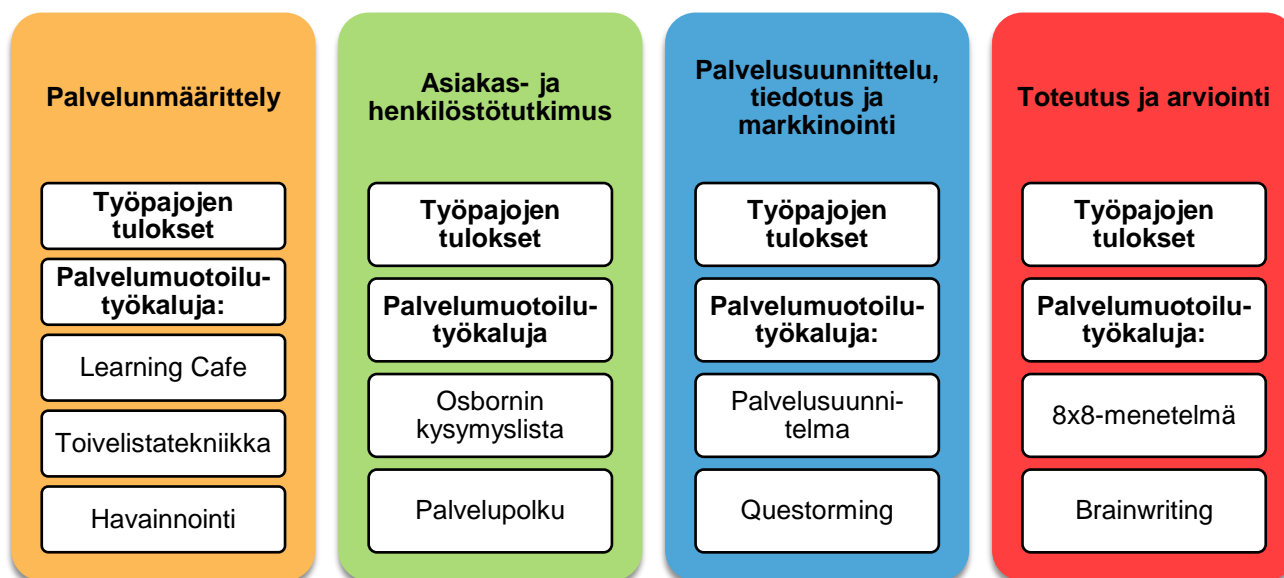 Palvelunmäärittely
Työpajojen
tulokset
Palvelumuotoilu-
työkaluja:
Learning Cafe
Toivelistatekniikka
Havainnointi
Asiakas- ja
henkilöstötutkimus
Työpajojen
tulokset
Palvelumuotoilu-
työkaluja
Osbornin
kysymyslista
Palvelupolku
Palvelusuunnittelu,
tiedotus ja
markkinointi
Työpajojen
tulokset
Palvelumuotoilu-
työkaluja:
Palvelusuunni-
telma
Questorming
Toteutus ja arviointi
Työpajojen
tulokset
Palvelumuotoilu-
työkaluja:
8x8-menetelmä
Brainwriting